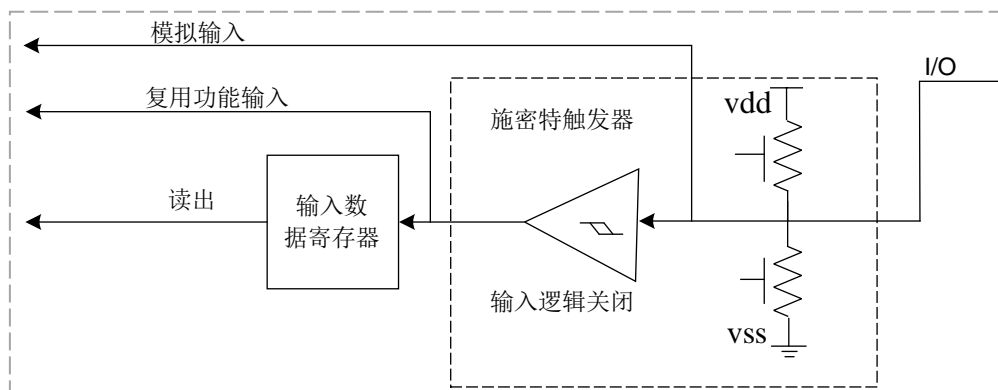 模拟输入
I/O
vdd
复用功能输入
施密特触发器
读出
输入数
据寄存器
输入逻辑关闭
vss